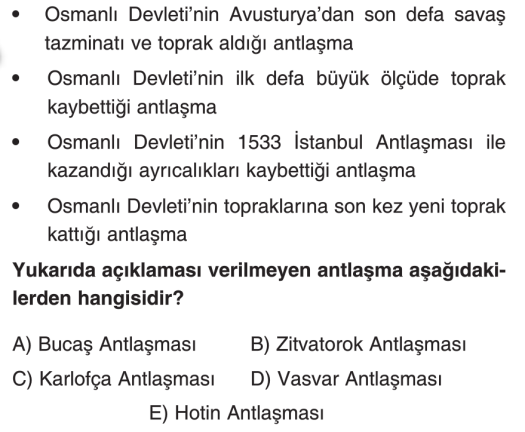 • Osmanlı Devleti’nin Avusturya’dan son defa savaş
tazminatı ve toprak aldığı antlaşma
• Osmanlı Devleti’nin ilk defa büyük ölçüde toprak
kaybettiği antlaşma
• Osmanlı Devleti’nin 1533 İstanbul Antlaşması ile
kazandığı ayrıcalıkları kaybettiği antlaşma
• Osmanlı Devleti’nin topraklarına son kez yeni toprak
kattığı antlaşma
Yukarıda açıklaması verilmeyen antlaşma aşağıdaki-
lerden hangisidir?
A) Bucaş Antlaşması B) Zitvatorok Antlaşması
C) Karlofça Antlaşması D) Vasvar Antlaşması
E) Hotin Antlaşması